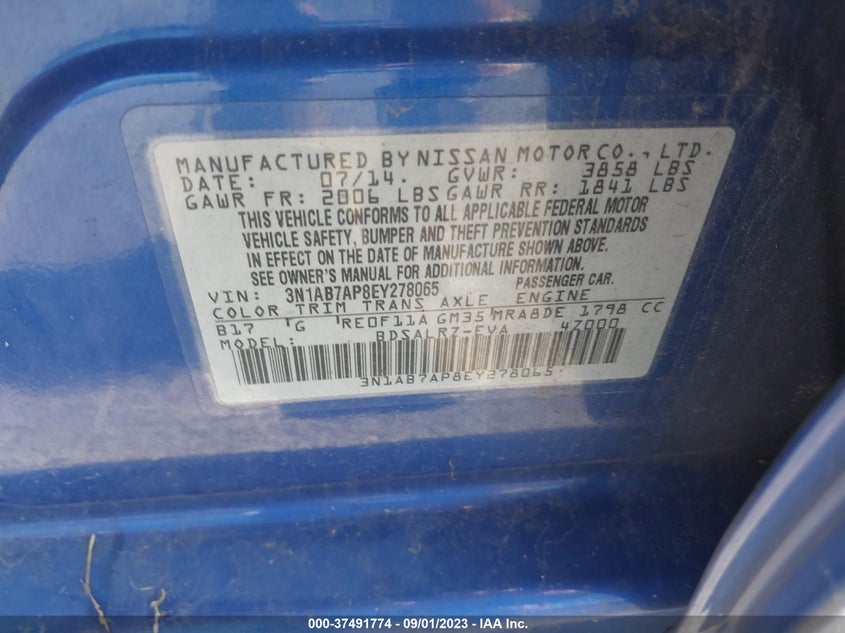 MANUFACTURED BY NISSAN MOTOR CO., LTD.
DATE: 07/14. GVWR: 3858 LBS
GAWR FR: 2006 LBS GAWR RR: 1841 LBS
THIS VEHICLE CONFORMS TO ALL APPLICABLE FEDERAL MOTOR
VEHICLE SAFETY, BUMPER AND THEFT PREVENTION STANDARDS
IN EFFECT ON THE DATE OF MANUFACTURE SHOWN ABOVE.
SEE OWNER'S MANUAL FOR ADDITIONAL INFORMATION.
VIN: 3N1AB7AP8EY278065 PASSENGER CAR.
COLOR TRIM TRANS AXLE ENGINE
B17 G RE0F11A GM35 MRA8DE 1798 CC
MODEL: BDSALRZ-EVA 4Z000
3N1AB7AP8EY278065
000-37491774 - 09/01/2023 - IAA Inc.